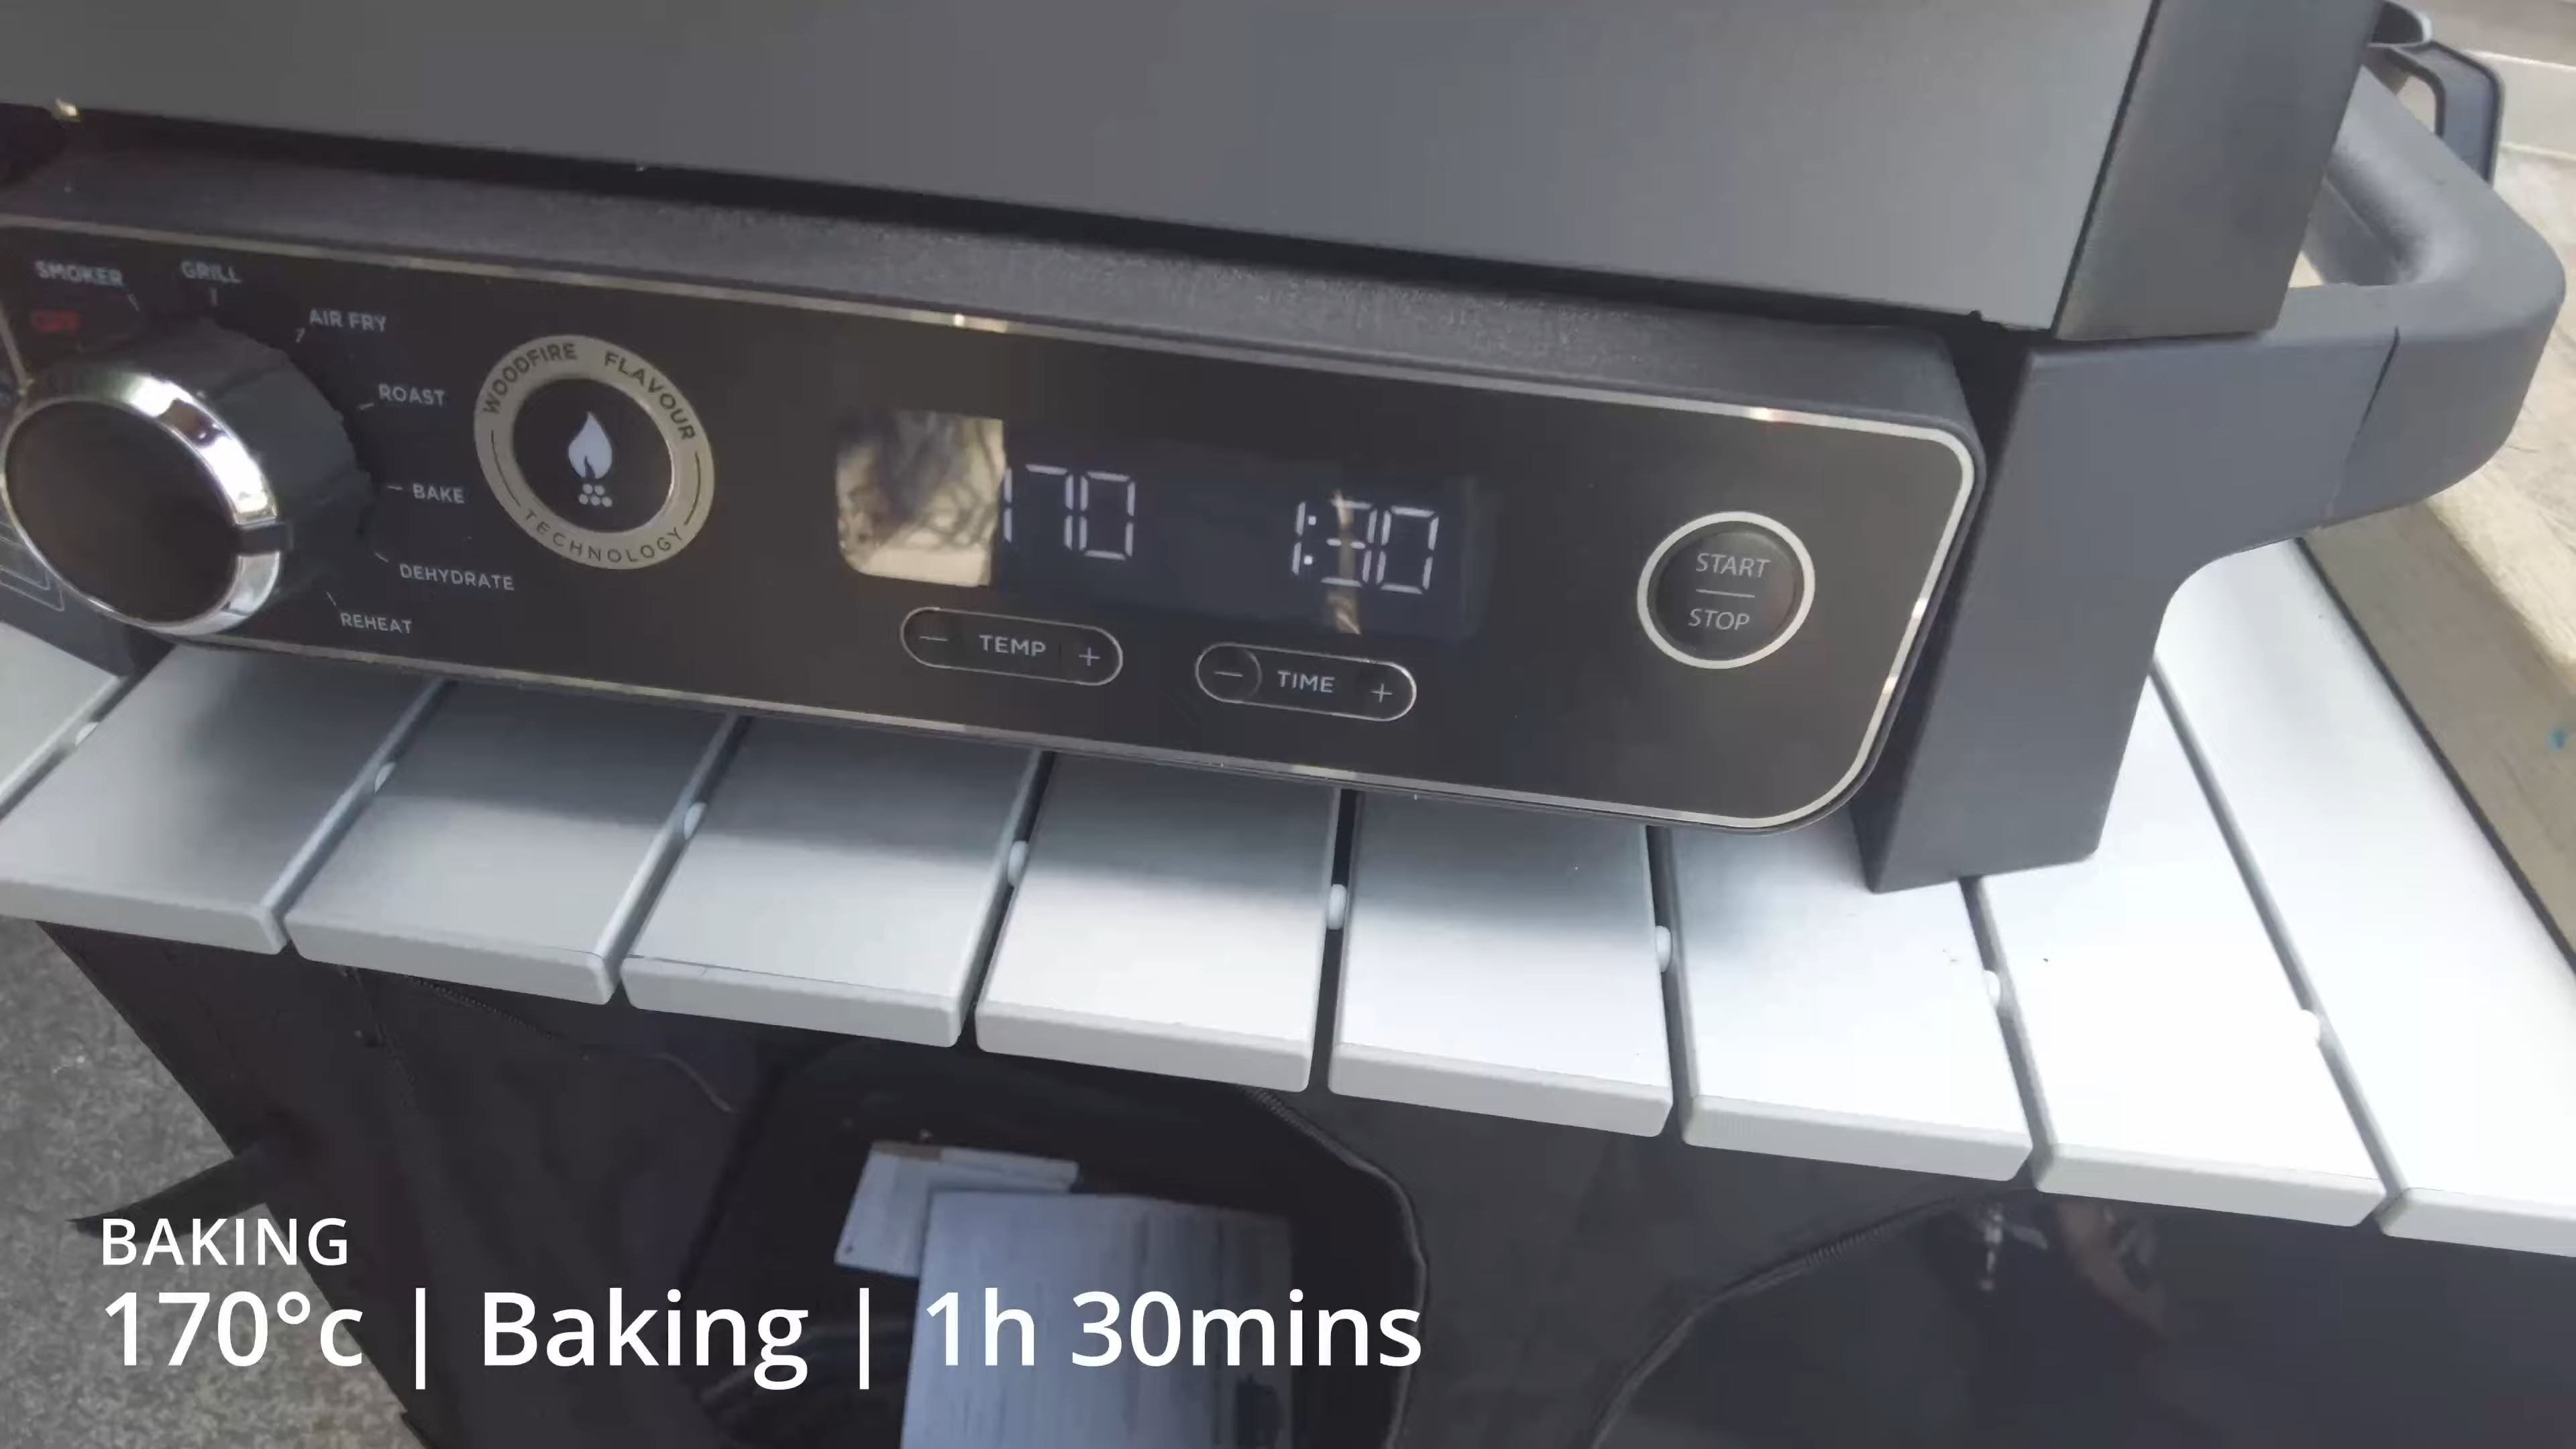 SMOKER
GRILL
OFF
AIR FRY
ROAST
BAKE
DEHYDRATE
REHEAT
WOODFIRE FLAVOUR
TECHNOLOGY
170
1:30
− TEMP +
− TIME +
START
STOP
BAKING
170°c | Baking | 1h 30mins